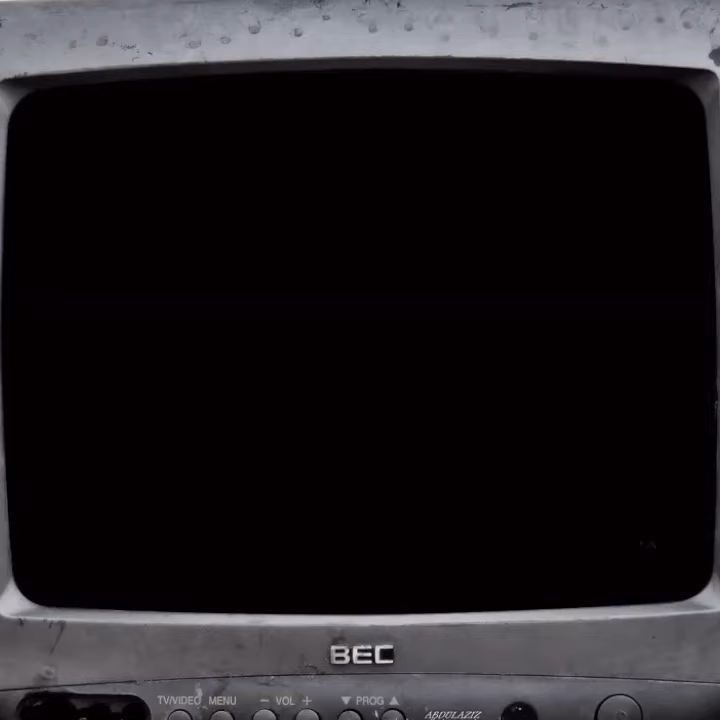 BEC
TV/VIDEO MENU − VOL + ▼ PROG ▲
ABDULAZIZ